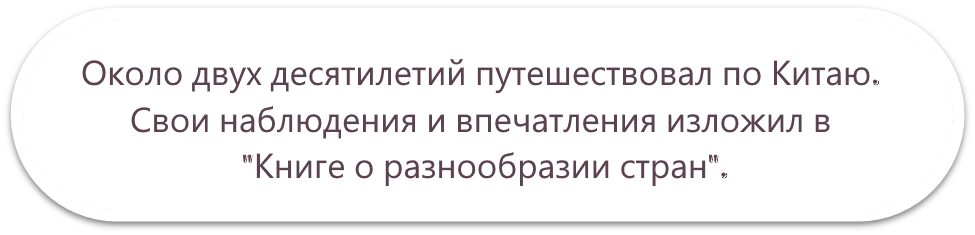 Около двух десятилетий путешествовал по Китаю.
Свои наблюдения и впечатления изложил в
"Книге о разнообразии стран".